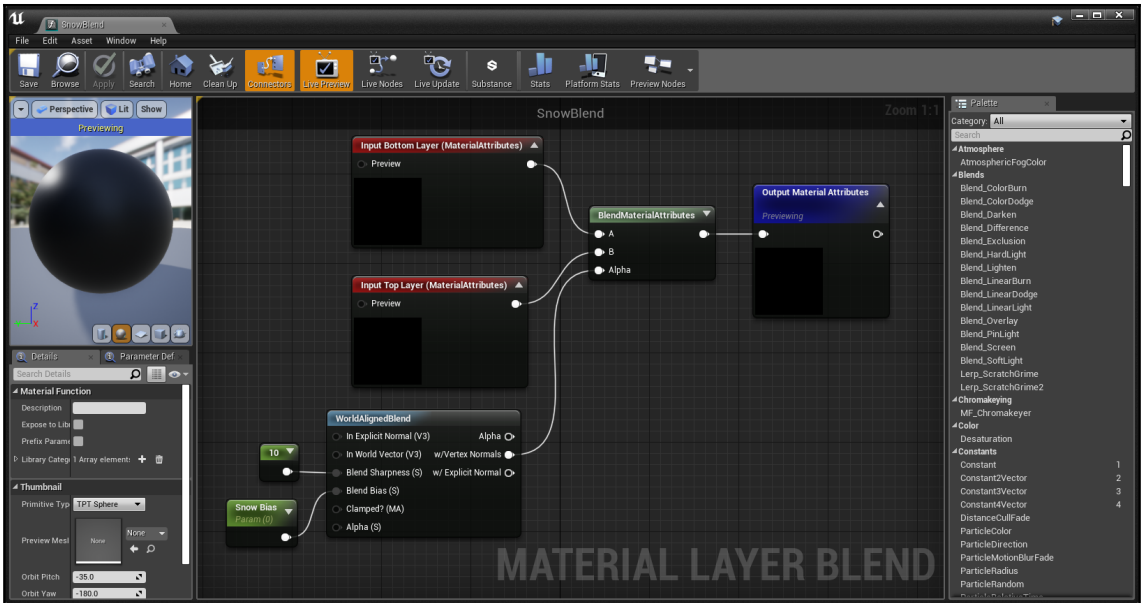 SnowBlend
File Edit Asset Window Help
Save Browse Apply Search Home Clean Up Connectors Live Preview Live Nodes Live Update Substance Stats Platform Stats Preview Nodes
Perspective Lit Show
Previewing
Z
X
Details
Parameter Def
Search Details
Material Function
Description
Expose to Lib
Prefix Param
Library Categ 1 Array element
Thumbnail
Primitive Typ TPT Sphere
Preview Mesl None None
Orbit Pitch -35.0
Orbit Yaw -180.0
SnowBlend
Zoom 1:1
Input Bottom Layer (MaterialAttributes)
Preview
Input Top Layer (MaterialAttributes)
Preview
BlendMaterialAttributes
A
B
Alpha
Output Material Attributes
Previewing
WorldAlignedBlend
In Explicit Normal (V3) Alpha
In World Vector (V3) w/Vertex Normals
Blend Sharpness (S) w/ Explicit Normal
Blend Bias (S)
Clamped? (MA)
Alpha (S)
10
Snow Bias
Param (0)
MATERIAL LAYER BLEND
Palette
Category: All
Search
Atmosphere
AtmosphericFogColor
Blends
Blend_ColorBurn
Blend_ColorDodge
Blend_Darken
Blend_Difference
Blend_Exclusion
Blend_HardLight
Blend_Lighten
Blend_LinearBurn
Blend_LinearDodge
Blend_LinearLight
Blend_Overlay
Blend_PinLight
Blend_Screen
Blend_SoftLight
Lerp_ScratchGrime
Lerp_ScratchGrime2
Chromakeying
MF_Chromakeyer
Color
Desaturation
Constants
Constant 1
Constant2Vector 2
Constant3Vector 3
Constant4Vector 4
DistanceCullFade
ParticleColor
ParticleDirection
ParticleMotionBlurFade
ParticleRadius
ParticleRandom